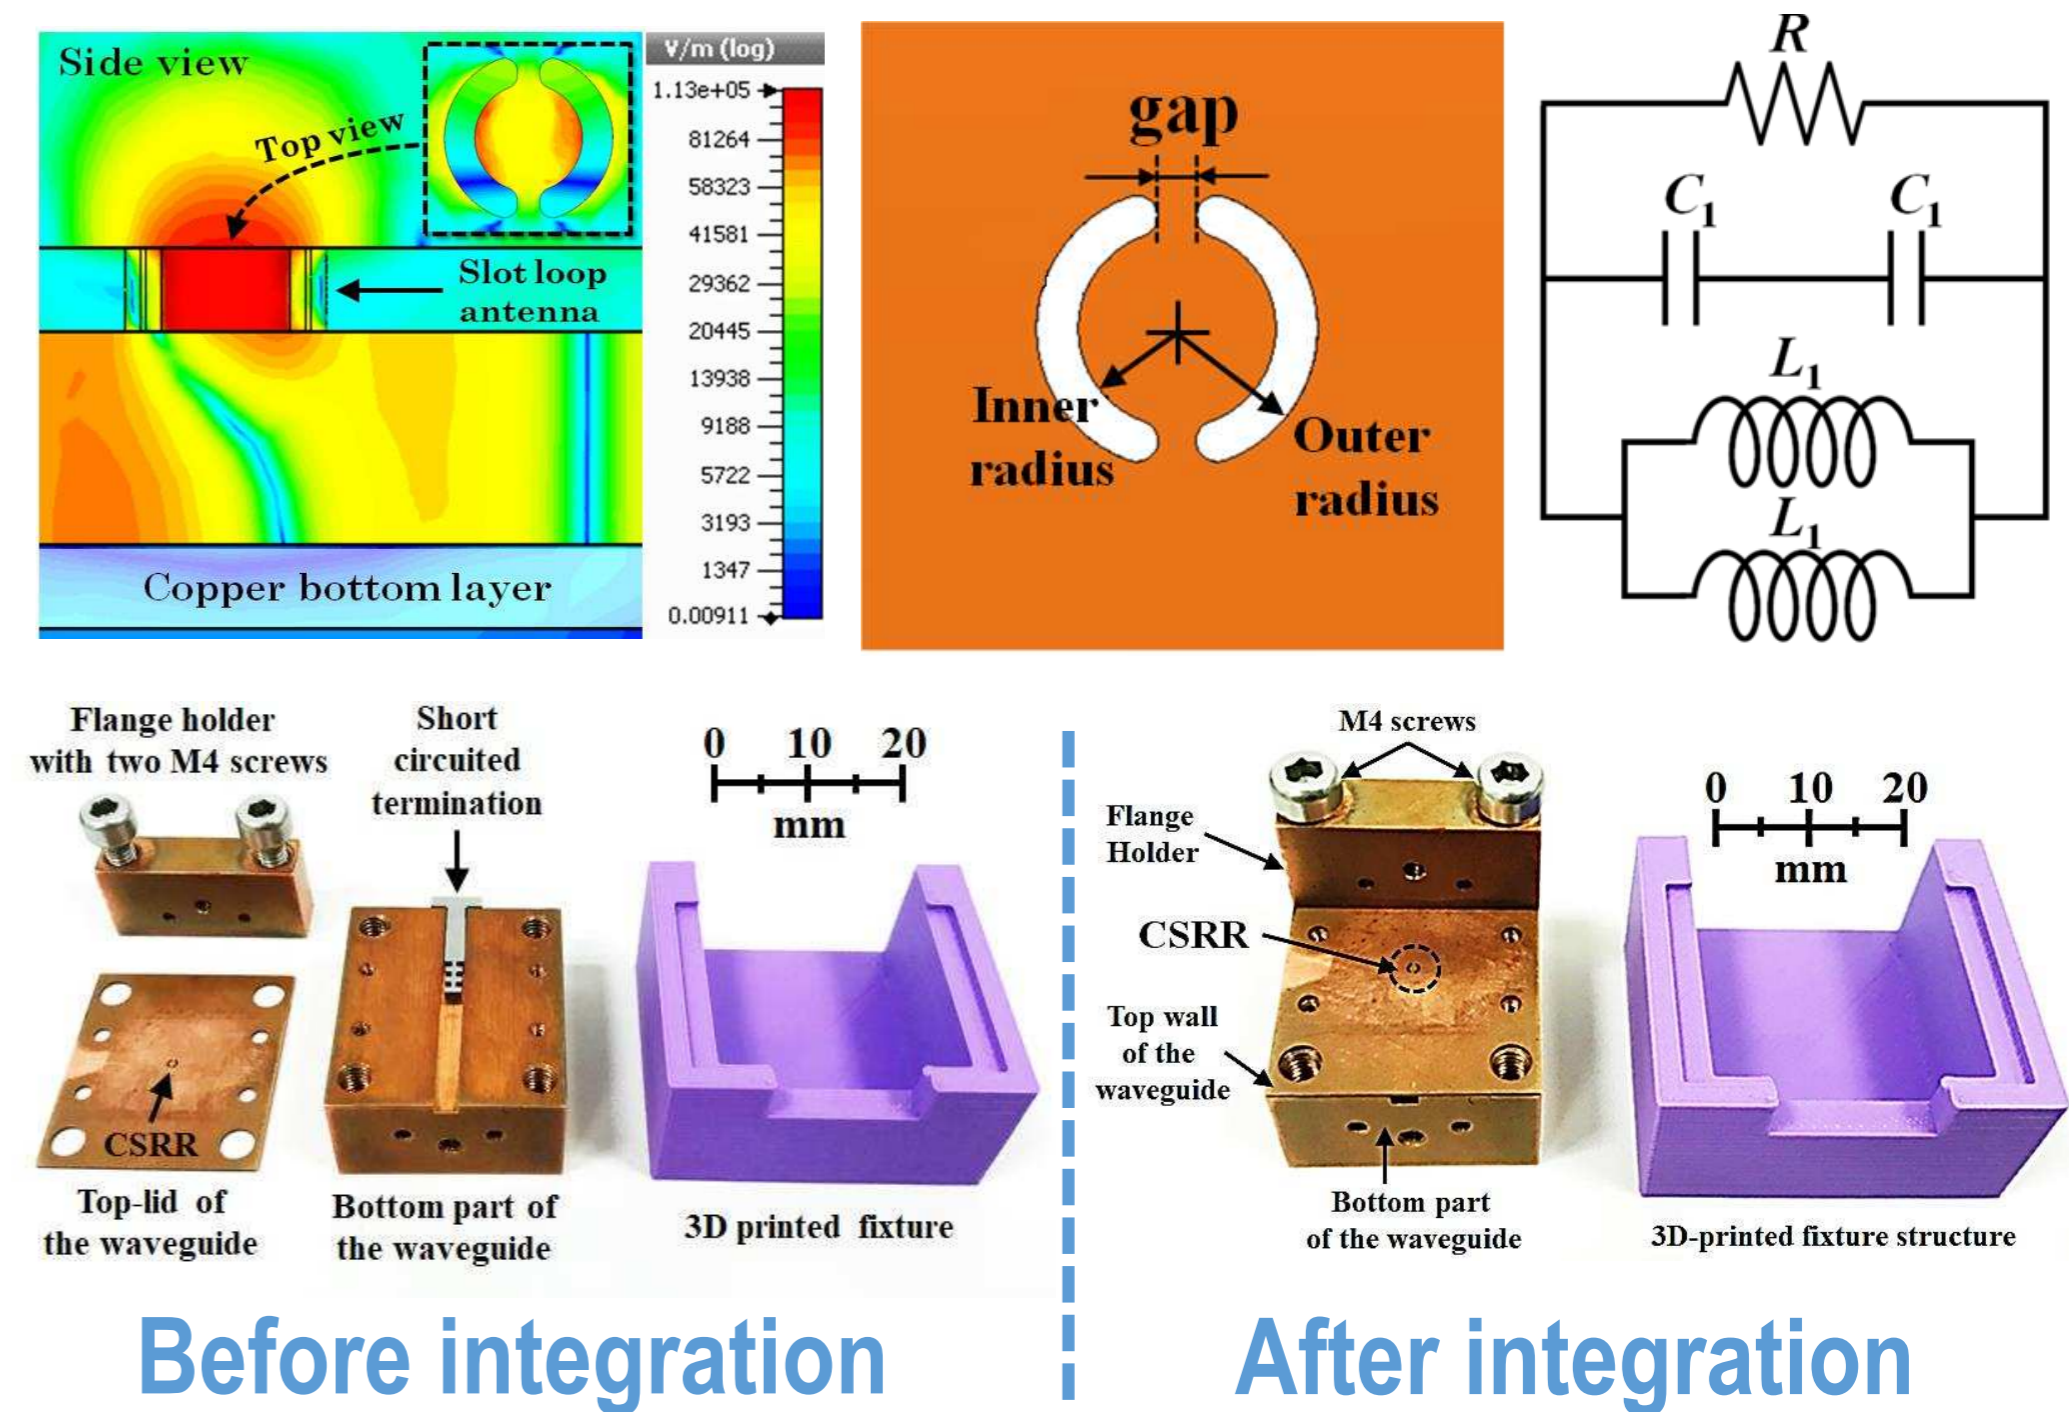 Side view
Top view
Slot loop
antenna
Copper bottom layer
V/m (log)
1.13e+05
81264
58323
41581
29362
20445
13938
9188
5722
3193
1347
0.00911
gap
Inner
radius
Outer
radius
R
C1
C1
L1
L1
Flange holder
with two M4 screws
Short
circuited
termination
0 10 20
mm
CSRR
Top-lid of
the waveguide
Bottom part of
the waveguide
3D printed fixture
Before integration
M4 screws
Flange
Holder
CSRR
Top wall
of the
waveguide
Bottom part
of the waveguide
0 10 20
mm
3D-printed fixture structure
After integration